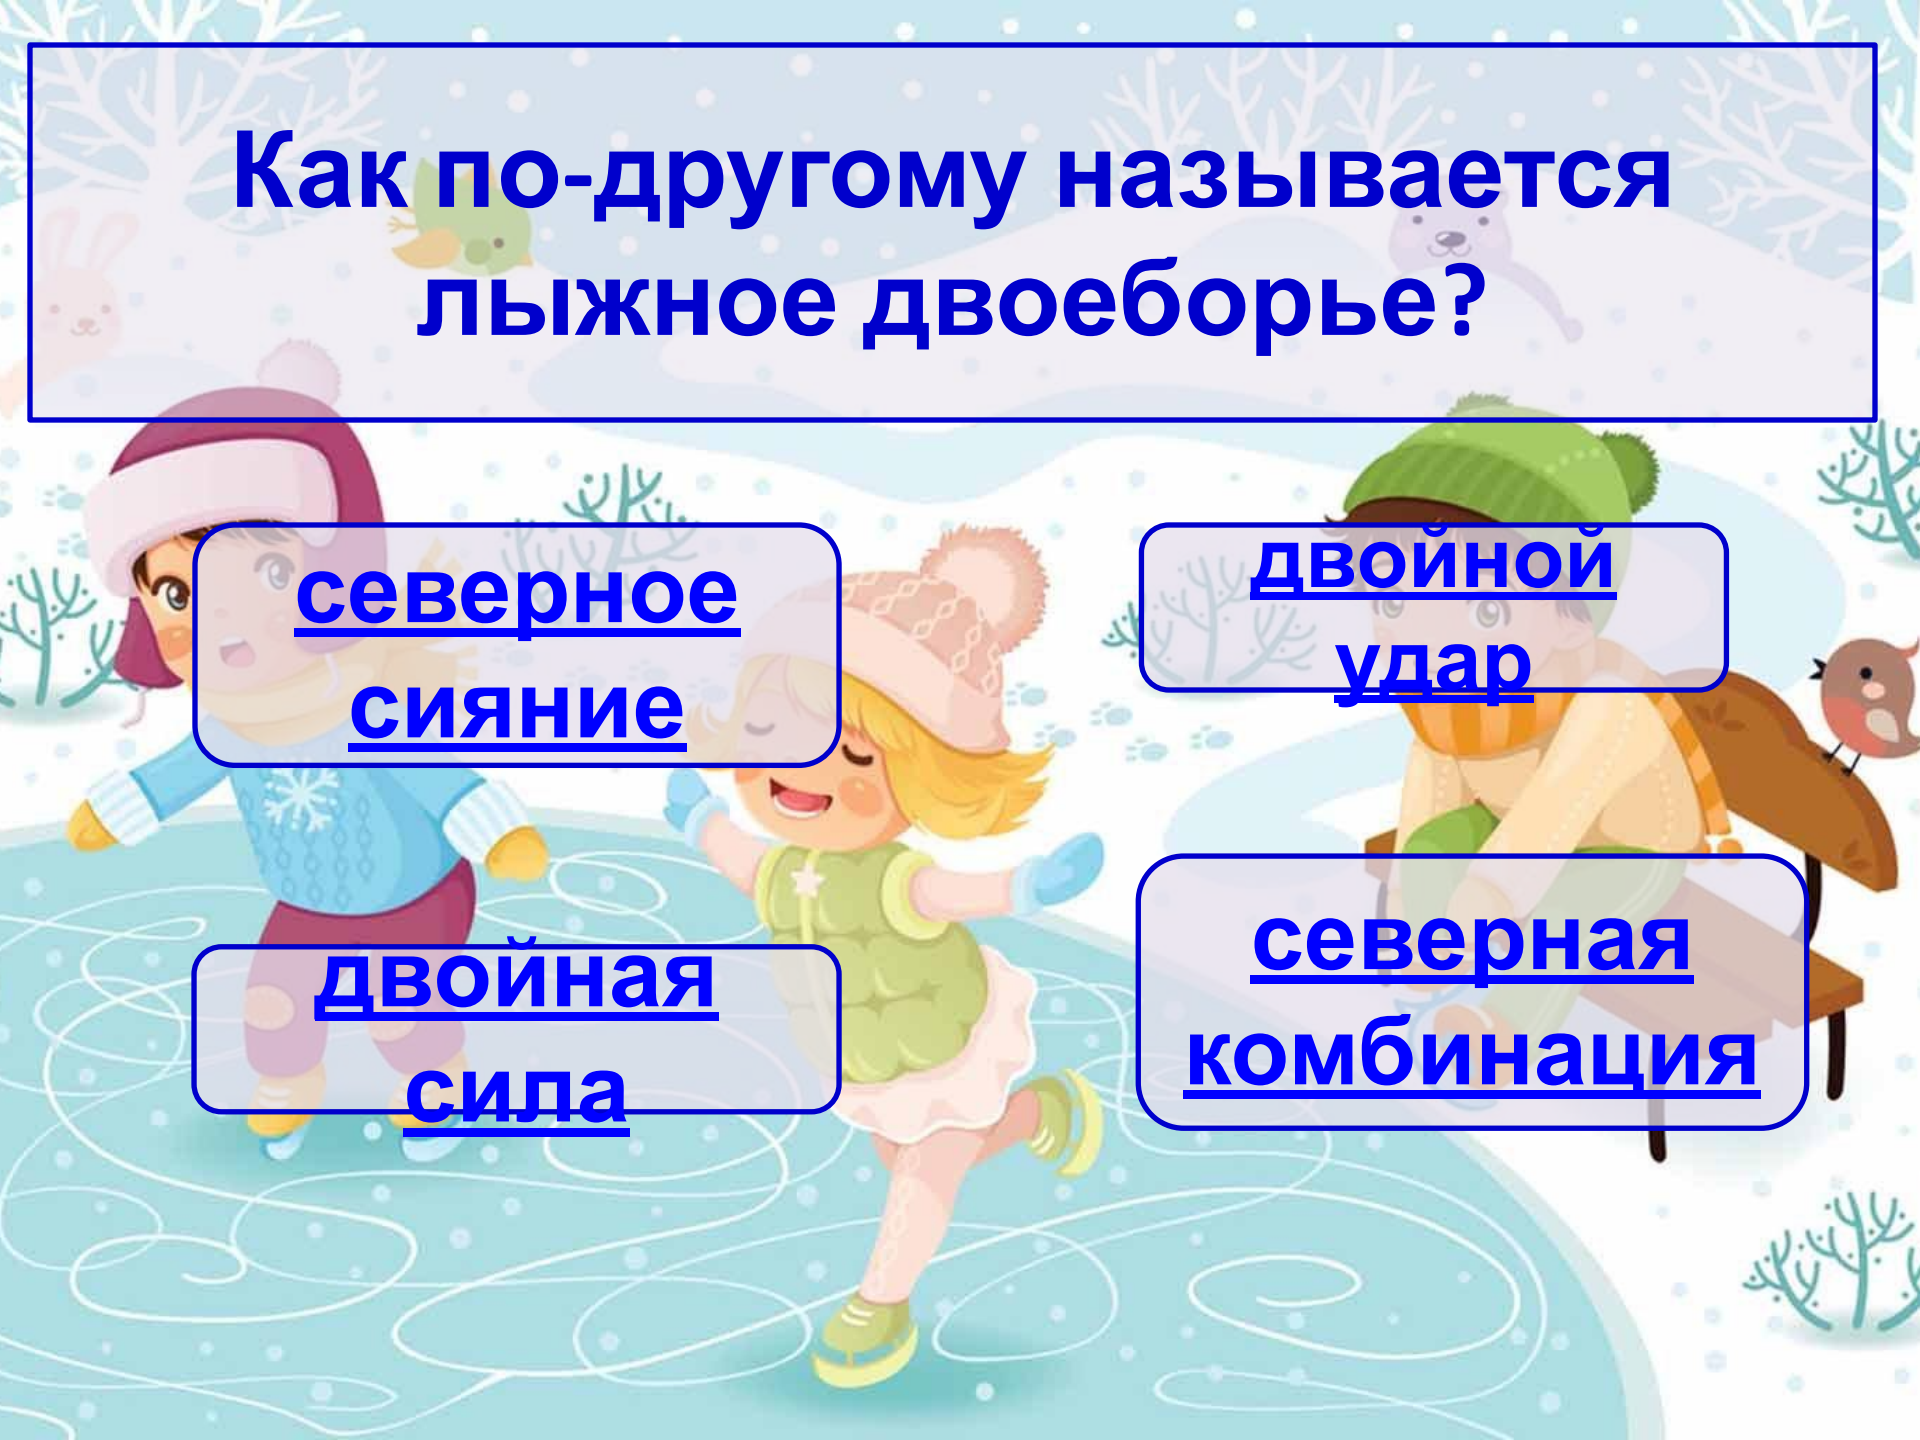 Как по-другому называется
лыжное двоеборье?
северное
сияние
двойной
удар
двойная
сила
северная
комбинация